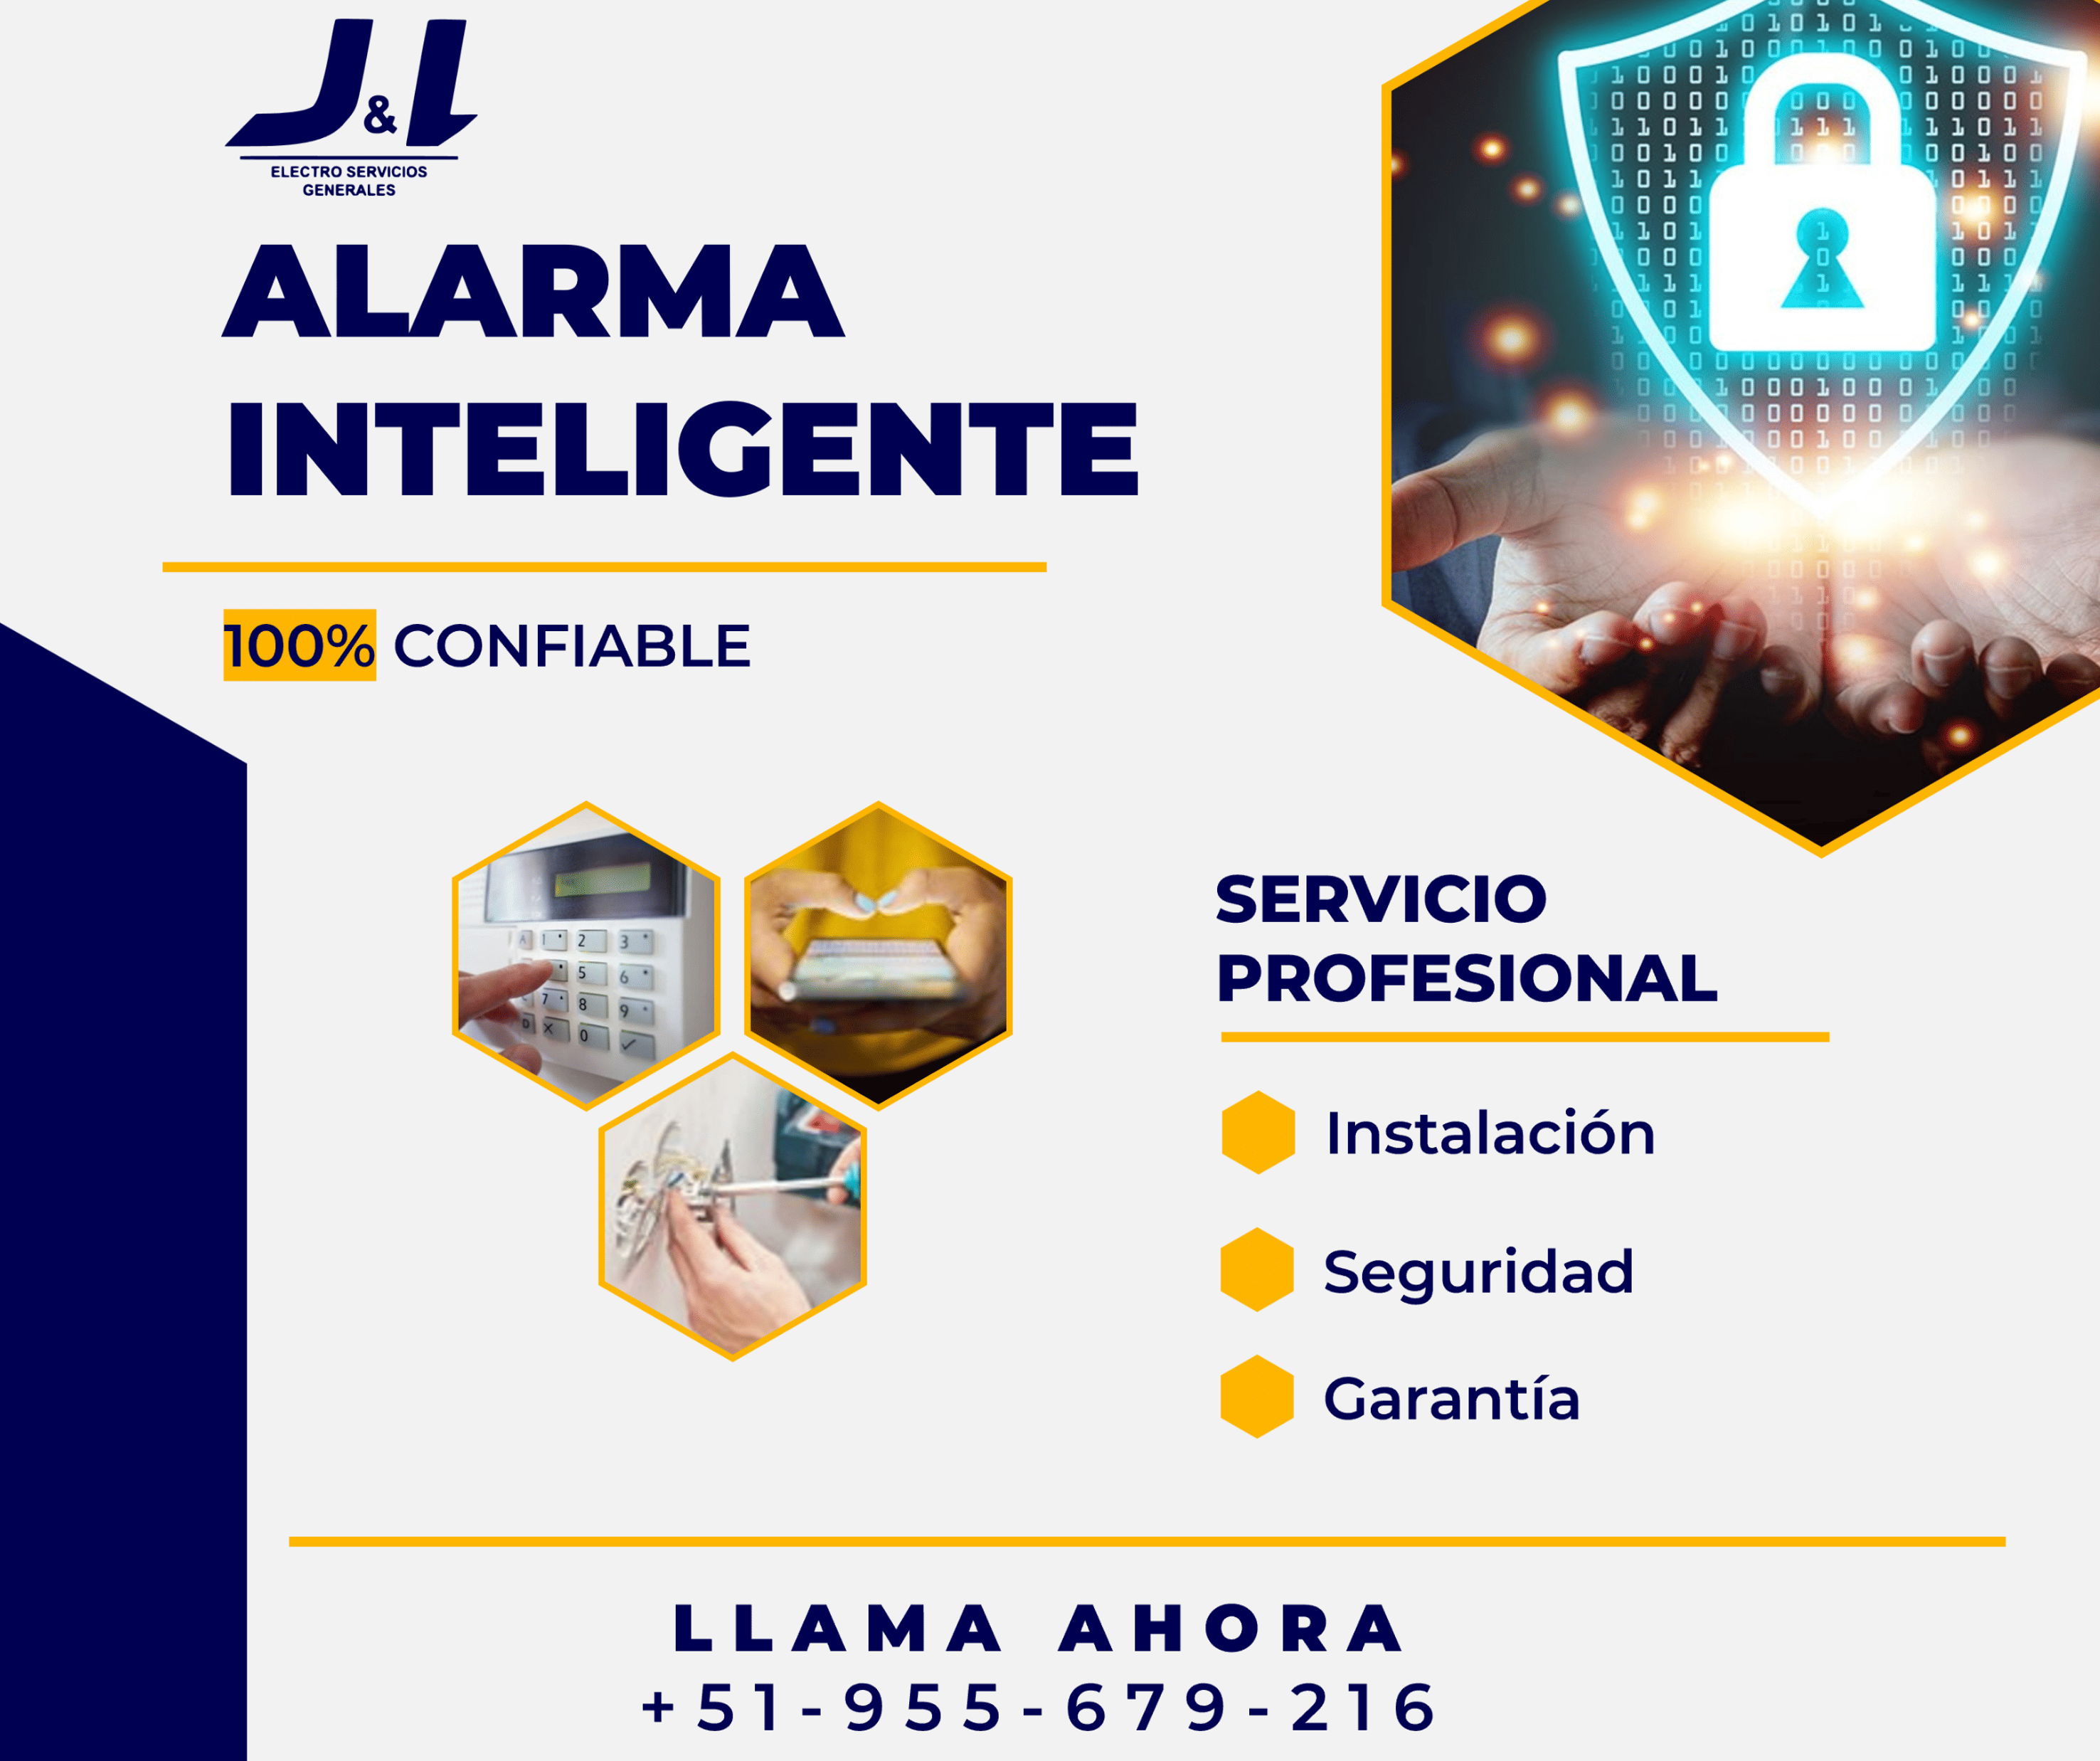 J&L
ELECTRO SERVICIOS
GENERALES
ALARMA
INTELIGENTE
100% CONFIABLE
SERVICIO
PROFESIONAL
Instalación
Seguridad
Garantía
LLAMA AHORA
+51-955-679-216